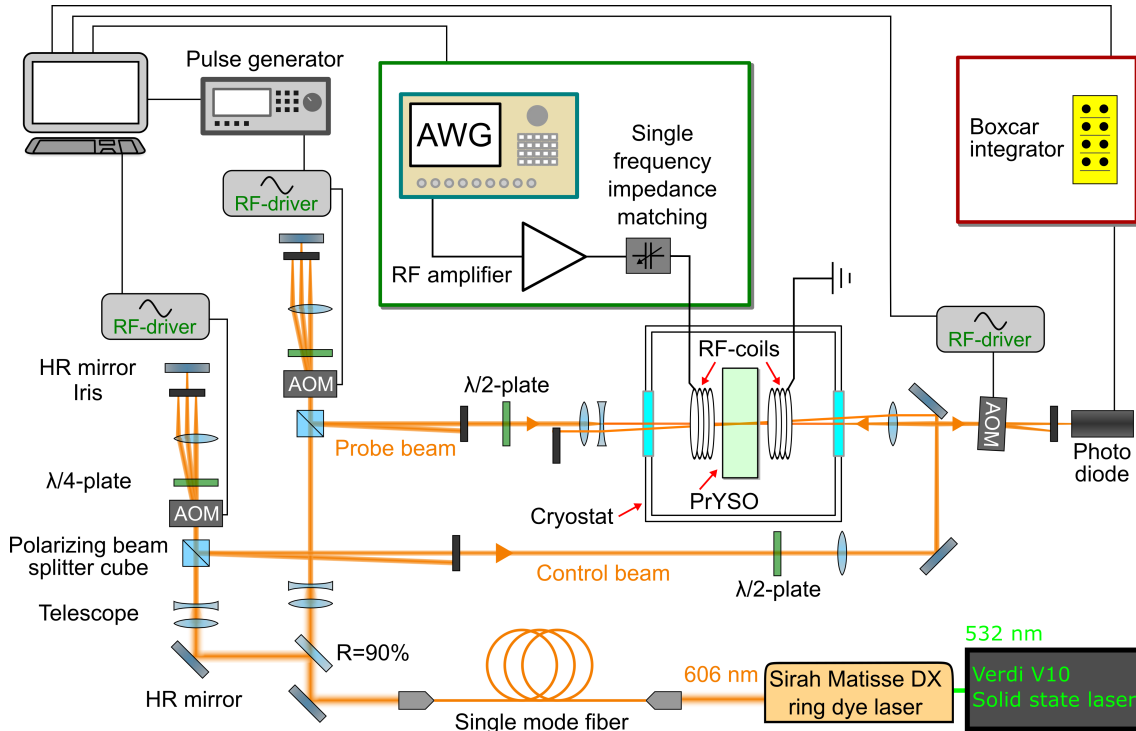 Pulse generator
AWG
Single
frequency
impedance
matching
Boxcar
integrator
RF-driver
RF amplifier
RF-driver
RF-driver
RF-coils
HR mirror
Iris
AOM
λ/2-plate
AOM
Probe beam
Photo
diode
λ/4-plate
PrYSO
AOM
Cryostat
Polarizing beam
splitter cube
Control beam
λ/2-plate
Telescope
532 nm
R=90%
606 nm
Sirah Matisse DX
ring dye laser
Verdi V10
Solid state laser
HR mirror
Single mode fiber